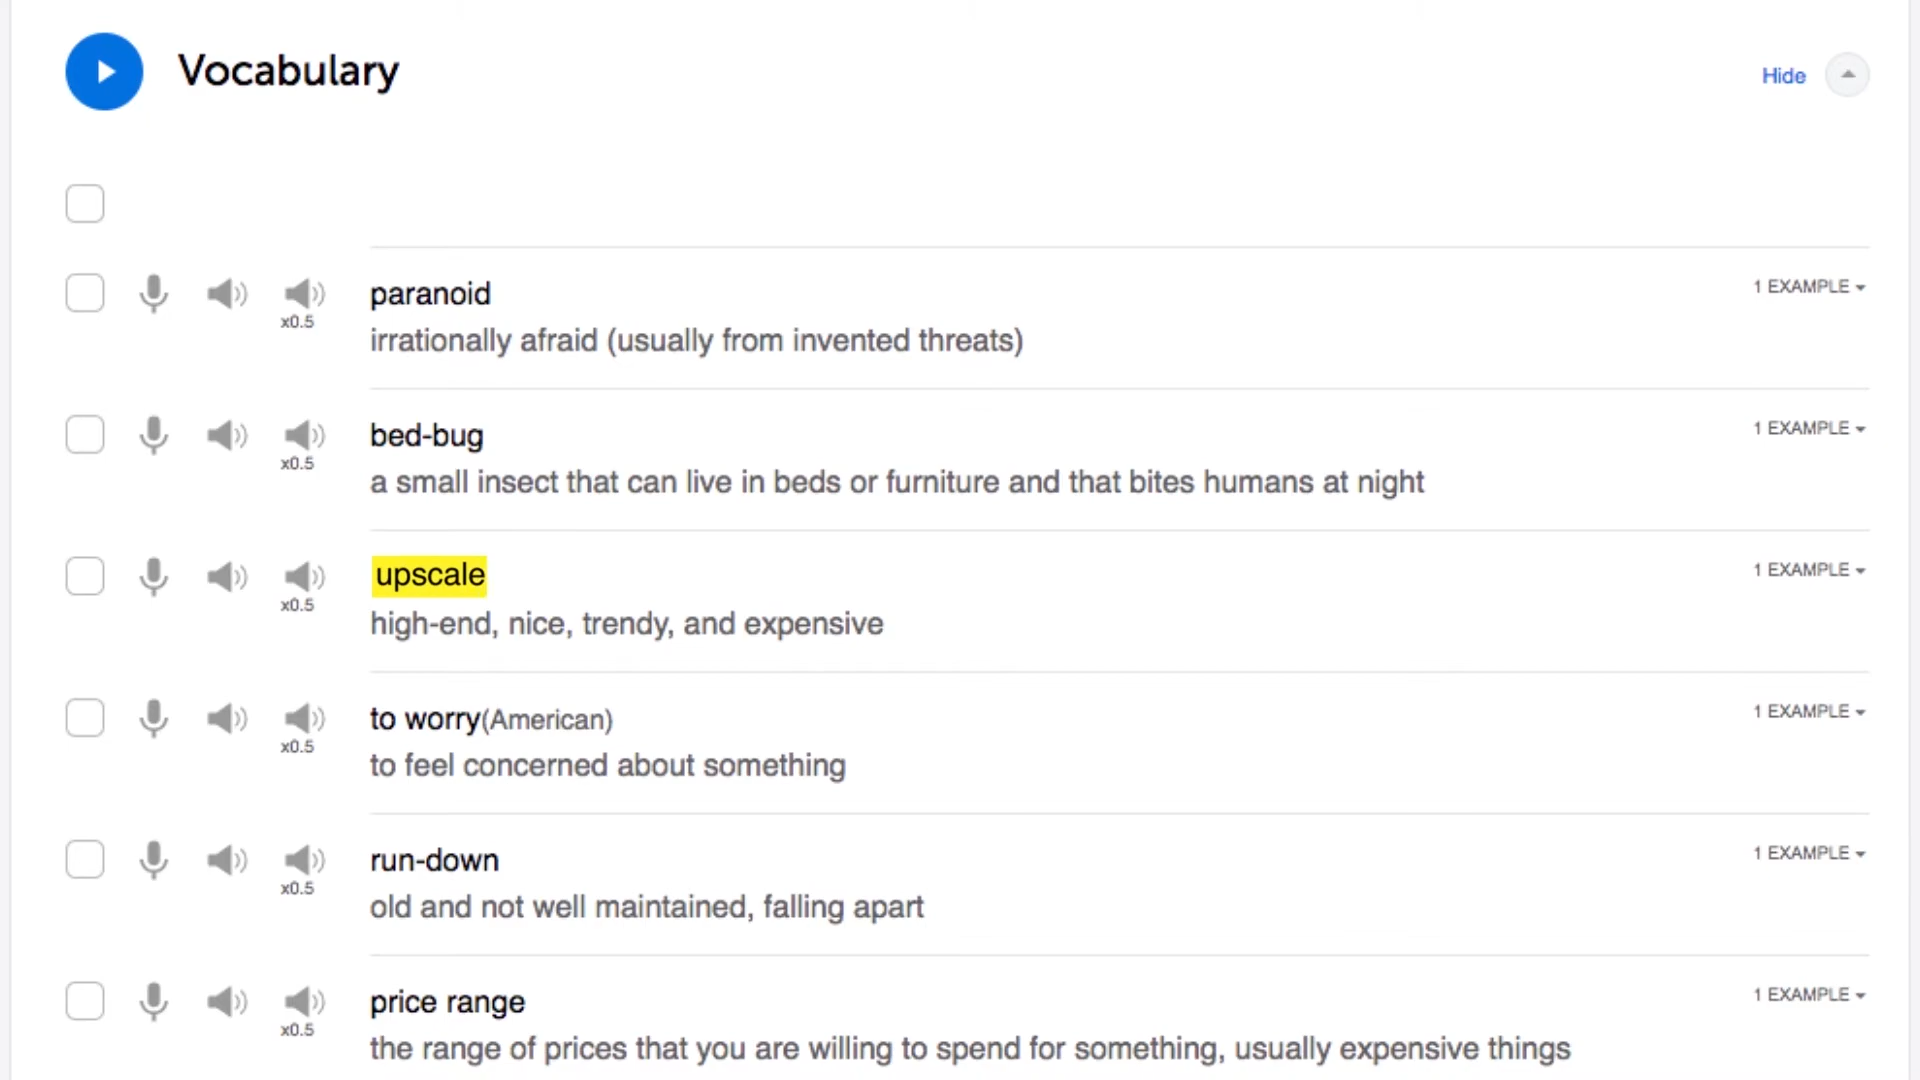 Vocabulary
Hide
paranoid
1 EXAMPLE
x0.5
irrationally afraid (usually from invented threats)
bed-bug
1 EXAMPLE
x0.5
a small insect that can live in beds or furniture and that bites humans at night
upscale
1 EXAMPLE
x0.5
high-end, nice, trendy, and expensive
to worry(American)
1 EXAMPLE
x0.5
to feel concerned about something
run-down
1 EXAMPLE
x0.5
old and not well maintained, falling apart
price range
1 EXAMPLE
x0.5
the range of prices that you are willing to spend for something, usually expensive things